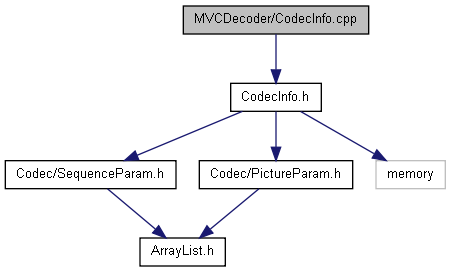 MVCDecoder/CodecInfo.cpp
CodecInfo.h
Codec/SequenceParam.h
Codec/PictureParam.h
memory
ArrayList.h